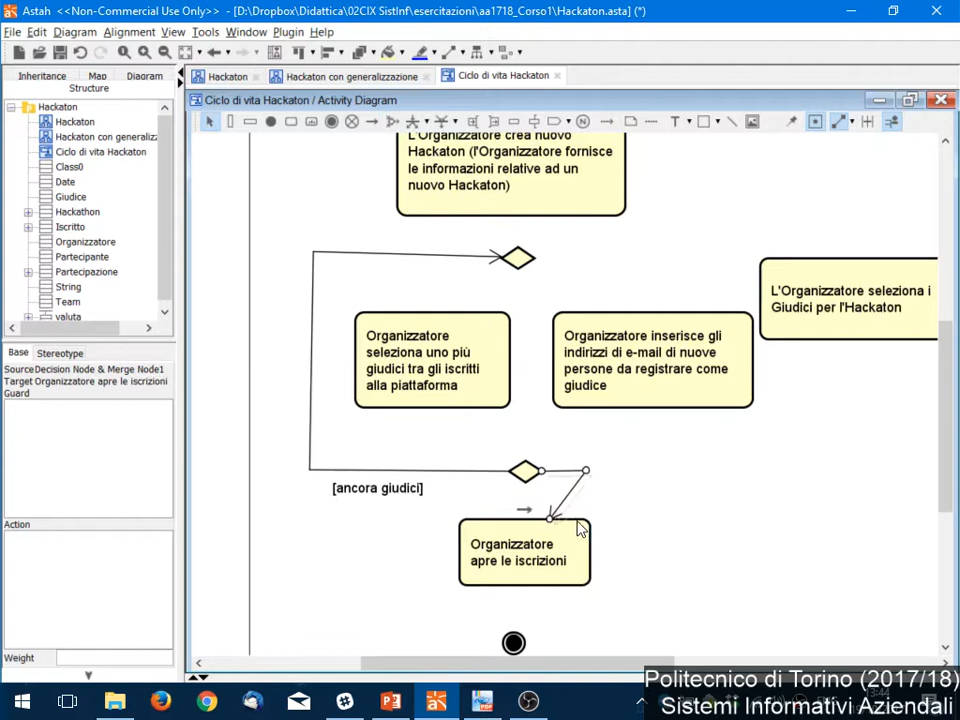 Astah <<Non-Commercial Use Only>> - [D:\Dropbox\Didattica\02CIX SistInf\esercitazioni\aa1718_Corso1\Hackaton.asta] (*)
File Edit Diagram Alignment View Tools Window Plugin Help
Inheritance Map Diagram
Structure
Hackaton
Hackaton
Hackaton con generaliz
Ciclo di vita Hackaton
Class0
Date
Giudice
Hackathon
Iscritto
Organizzatore
Partecipante
Partecipazione
String
Team
valuta
Base Stereotype
SourceDecision Node & Merge Node1
Target Organizzatore apre le iscrizioni
Guard
Action
Weight
Hackaton Hackaton con generalizzazione Ciclo di vita Hackaton
Ciclo di vita Hackaton / Activity Diagram
L'Organizzatore crea nuovo
Hackaton (l'Organizzatore fornisce
le informazioni relative ad un
nuovo Hackaton)
L'Organizzatore seleziona i
Giudici per l'Hackaton
Organizzatore
seleziona uno più
giudici tra gli iscritti
alla piattaforma
Organizzatore inserisce gli
indirizzi di e-mail di nuove
persone da registrare come
giudice
[ancora giudici]
Organizzatore
apre le iscrizioni
Politecnico di Torino (2017/18)
Sistemi Informativi Aziendali
3:44